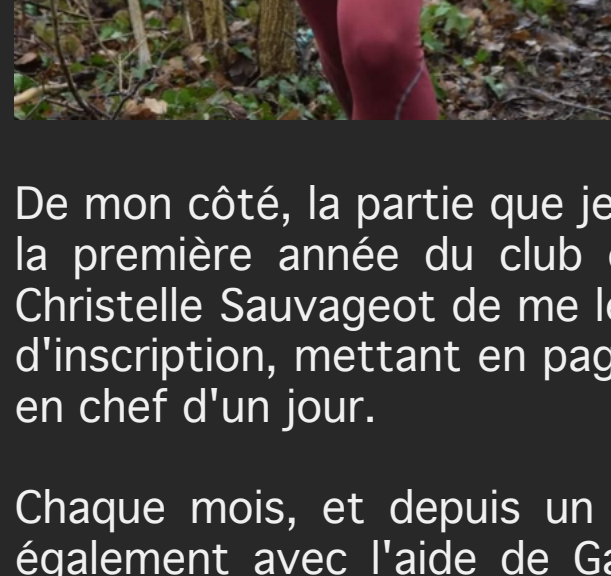 De mon côté, la partie que je
la première année du club
Christelle Sauvageot de me
d'inscription, mettant en
en chef d'un jour.
Chaque mois, et depuis un
également avec l'aide de